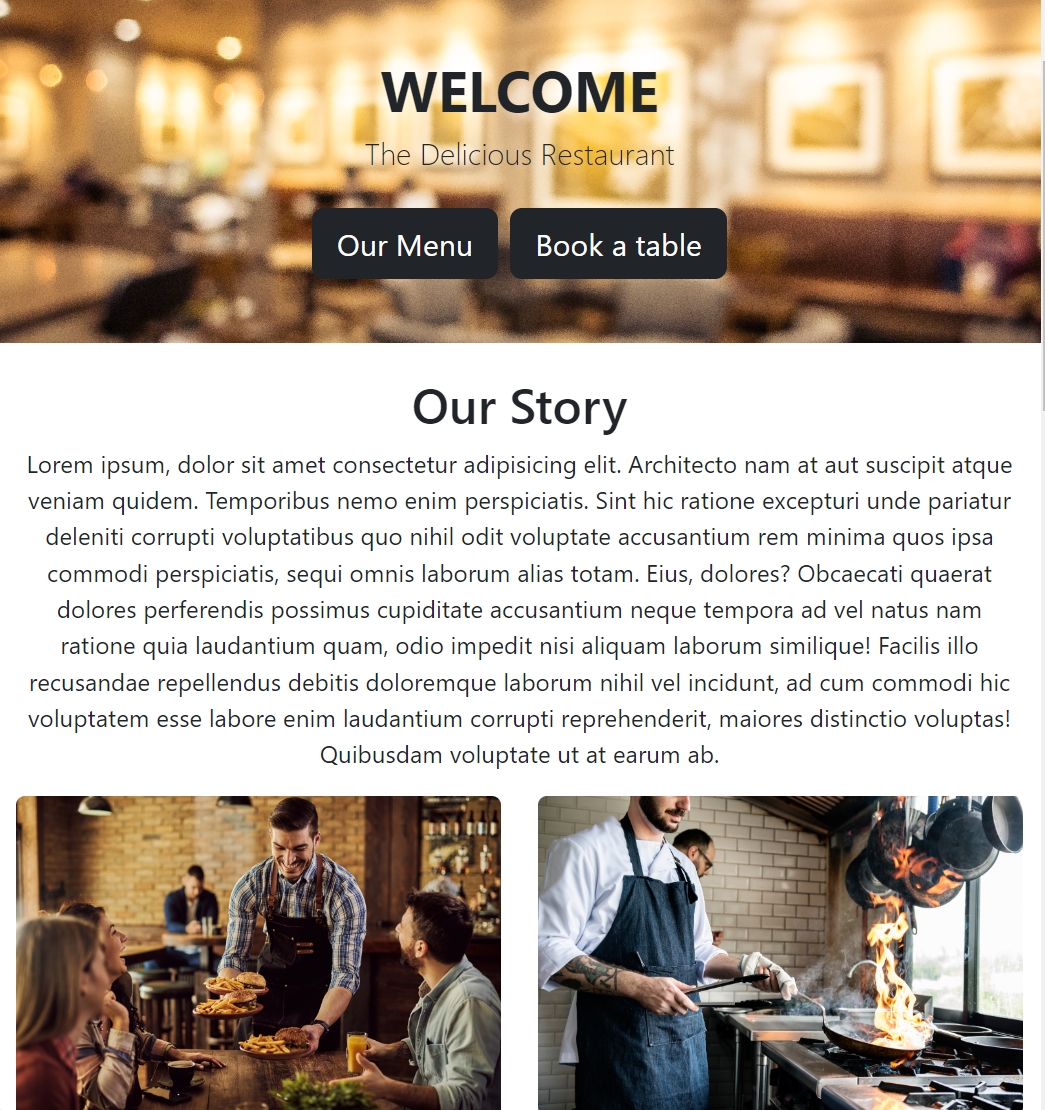 WELCOME
The Delicious Restaurant
Our Menu
Book a table
Our Story
Lorem ipsum, dolor sit amet consectetur adipisicing elit. Architecto nam at aut suscipit atque
veniam quidem. Temporibus nemo enim perspiciatis. Sint hic ratione excepturi unde pariatur
deleniti corrupti voluptatibus quo nihil odit voluptate accusantium rem minima quos ipsa
commodi perspiciatis, sequi omnis laborum alias totam. Eius, dolores? Obcaecati quaerat
dolores perferendis possimus cupiditate accusantium neque tempora ad vel natus nam
ratione quia laudantium quam, odio impedit nisi aliquam laborum similique! Facilis illo
recusandae repellendus debitis doloremque laborum nihil vel incidunt, ad cum commodi hic
voluptatem esse labore enim laudantium corrupti reprehenderit, maiores distinctio voluptas!
Quibusdam voluptate ut at earum ab.